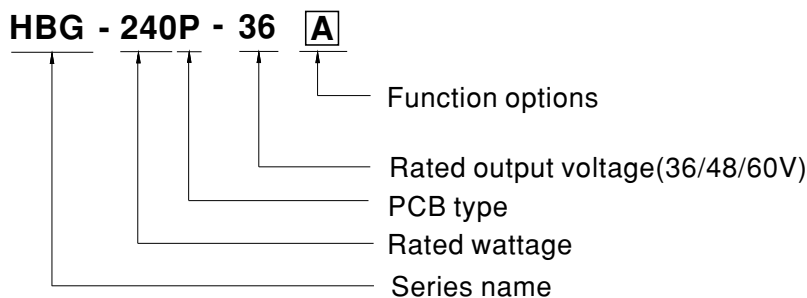 HBG - 240P - 36 A
Function options
Rated output voltage(36/48/60V)
PCB type
Rated wattage
Series name